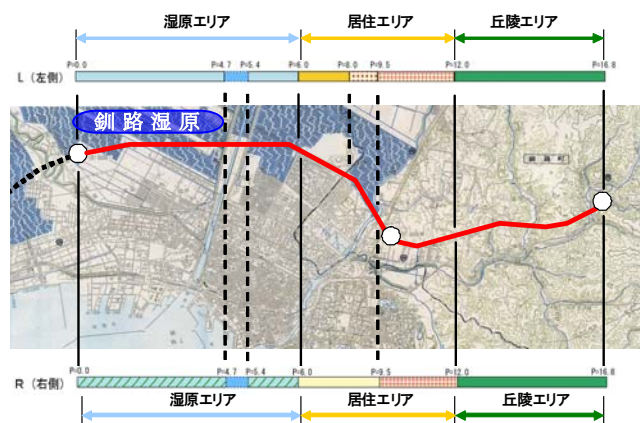 湿原エリア 居住エリア 丘陵エリア
P=0.0 P=4.7 P=5.4 P=6.0 P=8.0 P=9.5 P=12.0 P=16.8
L（左側）
釧路湿原
P=0.0 P=4.7 P=5.4 P=6.0 P=9.5 P=12.0 P=16.8
R（右側）
湿原エリア 居住エリア 丘陵エリア